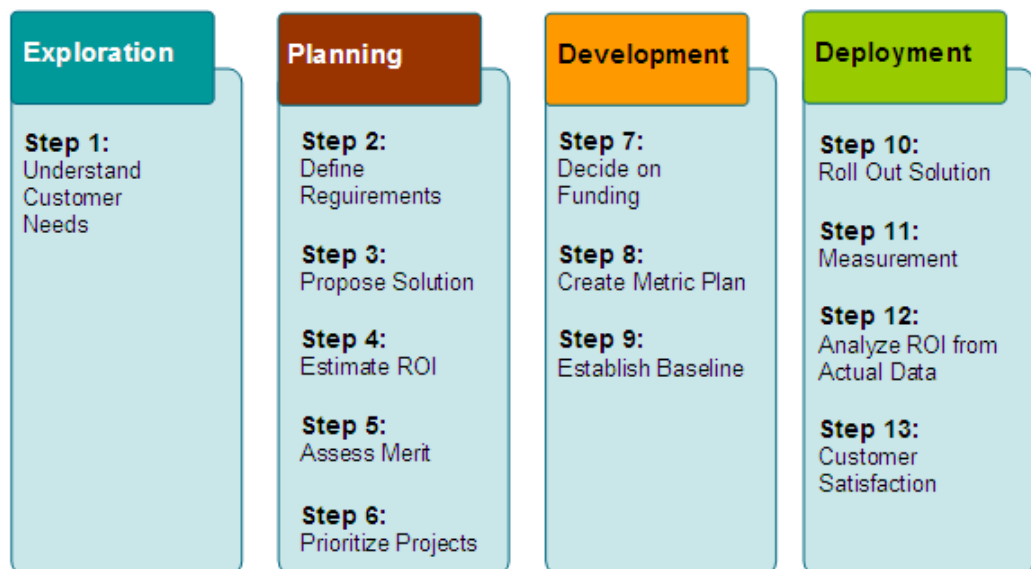 Exploration
Step 1:
Understand
Customer
Needs
Planning
Step 2:
Define
Reguirements
Step 3:
Propose Solution
Step 4:
Estimate ROI
Step 5:
Assess Merit
Step 6:
Prioritize Projects
Development
Step 7:
Decide on
Funding
Step 8:
Create Metric Plan
Step 9:
Establish Baseline
Deployment
Step 10:
Roll Out Solution
Step 11:
Measurement
Step 12:
Analyze ROI from
Actual Data
Step 13:
Customer
Satisfaction